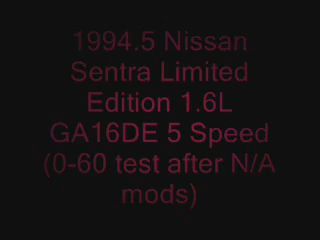 1994.5 Nissan
Sentra Limited
Edition 1.6L
GA16DE 5 Speed
(0-60 test after N/A
mods)